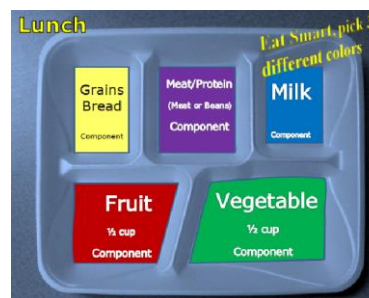 Lunch
Eat Smart, pick
different colors
Grains
Bread
Component
Meat/Protein
(Meat or Beans)
Component
Milk
Component
Fruit
½ cup
Component
Vegetable
½ cup
Component